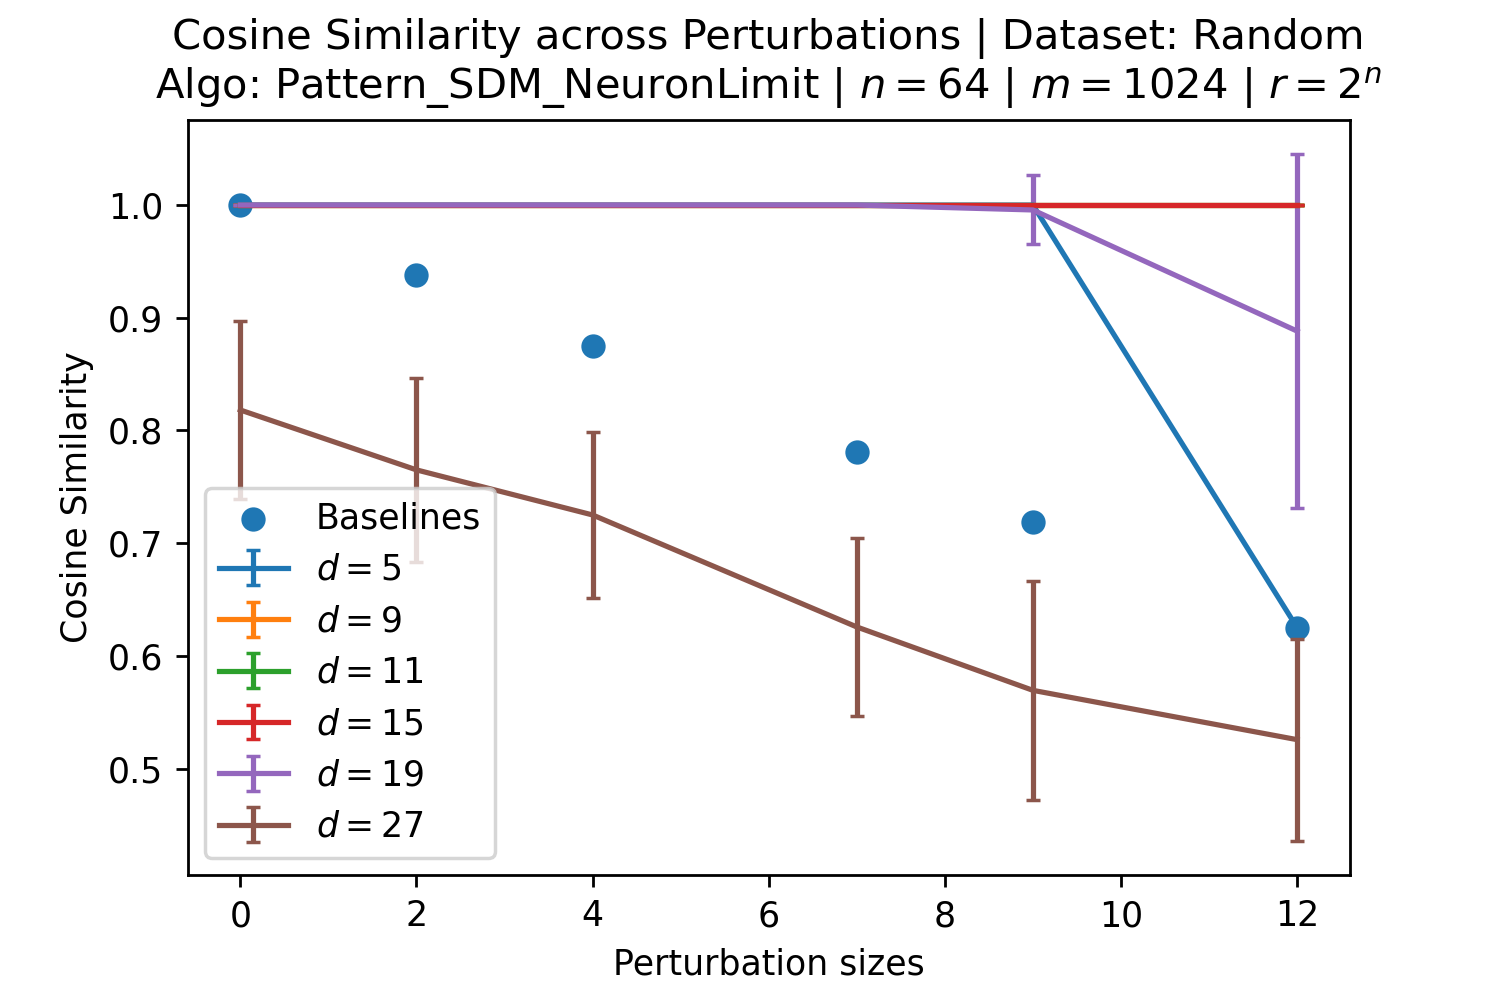 Cosine Similarity across Perturbations | Dataset: Random
Algo: Pattern_SDM_NeuronLimit | n = 64 | m = 1024 | r = 2ⁿ
Cosine Similarity
1.0
0.9
0.8
0.7
0.6
0.5
Baselines
d = 5
d = 9
d = 11
d = 15
d = 19
d = 27
0 2 4 6 8 10 12
Perturbation sizes